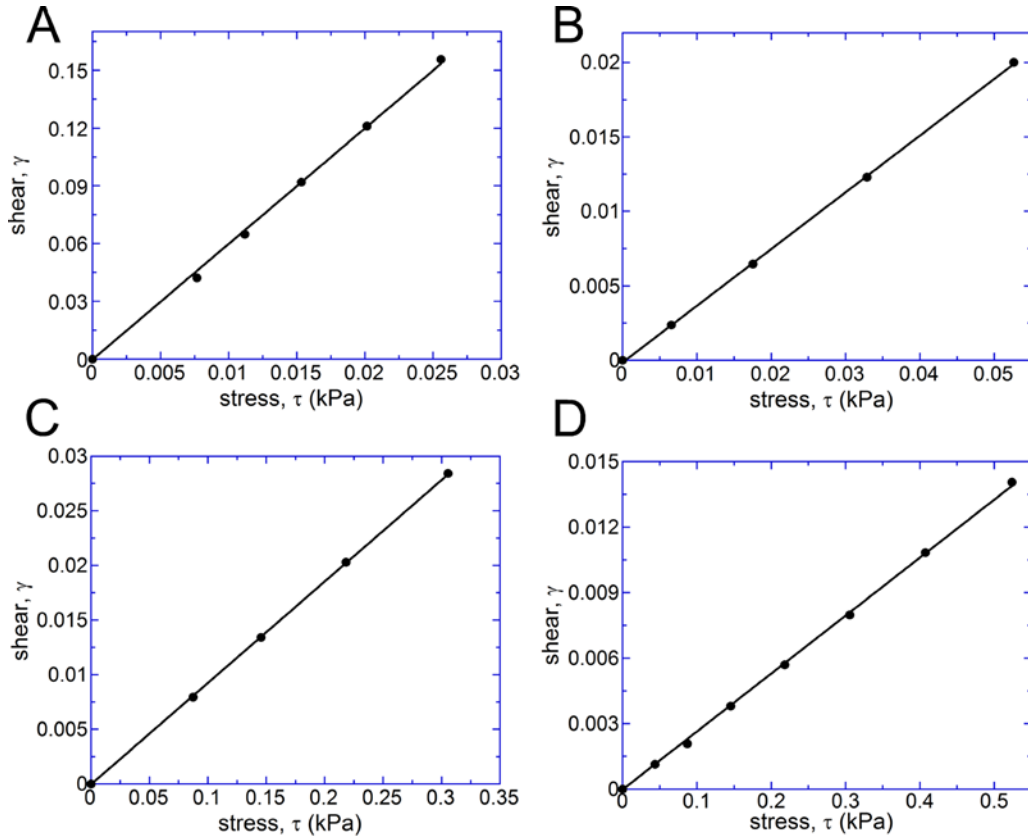 A
0.15
0.12
0.09
0.06
0.03
0
shear, γ
0 0.005 0.01 0.015 0.02 0.025 0.03
stress, τ (kPa)
B
0.02
0.015
0.01
0.005
0
shear, γ
0 0.01 0.02 0.03 0.04 0.05
stress, τ (kPa)
C
0.03
0.025
0.02
0.015
0.01
0.005
0
shear, γ
0 0.05 0.1 0.15 0.2 0.25 0.3 0.35
stress, τ (kPa)
D
0.015
0.012
0.009
0.006
0.003
0
shear, γ
0 0.1 0.2 0.3 0.4 0.5
stress, τ (kPa)